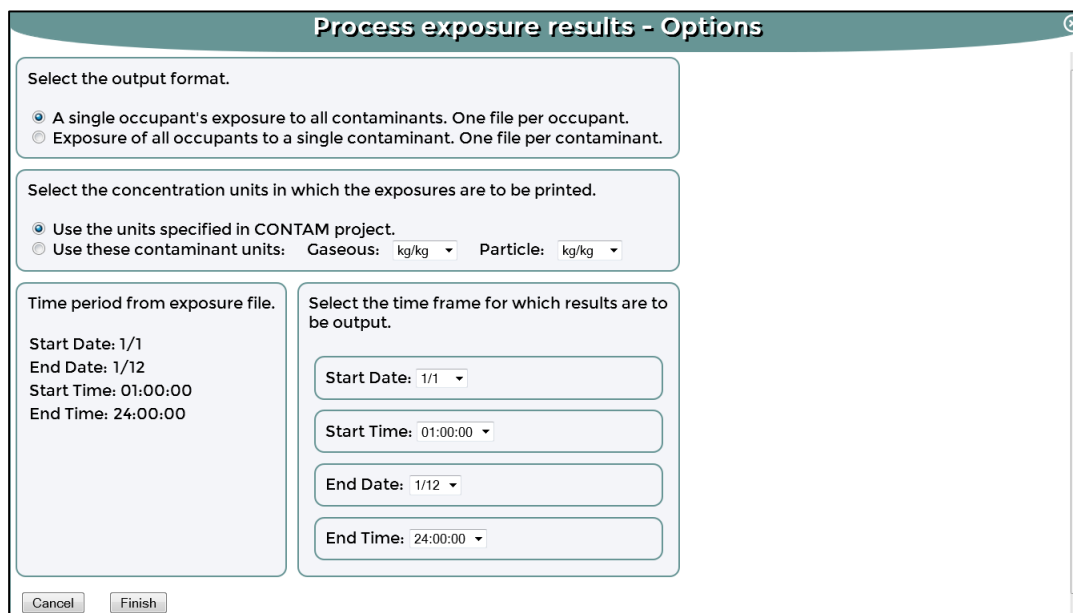 Process exposure results - Options
Select the output format.
A single occupant's exposure to all contaminants. One file per occupant.
Exposure of all occupants to a single contaminant. One file per contaminant.
Select the concentration units in which the exposures are to be printed.
Use the units specified in CONTAM project.
Use these contaminant units: Gaseous: kg/kg Particle: kg/kg
Time period from exposure file.
Start Date: 1/1
End Date: 1/12
Start Time: 01:00:00
End Time: 24:00:00
Select the time frame for which results are to
be output.
Start Date: 1/1
Start Time: 01:00:00
End Date: 1/12
End Time: 24:00:00
Cancel Finish